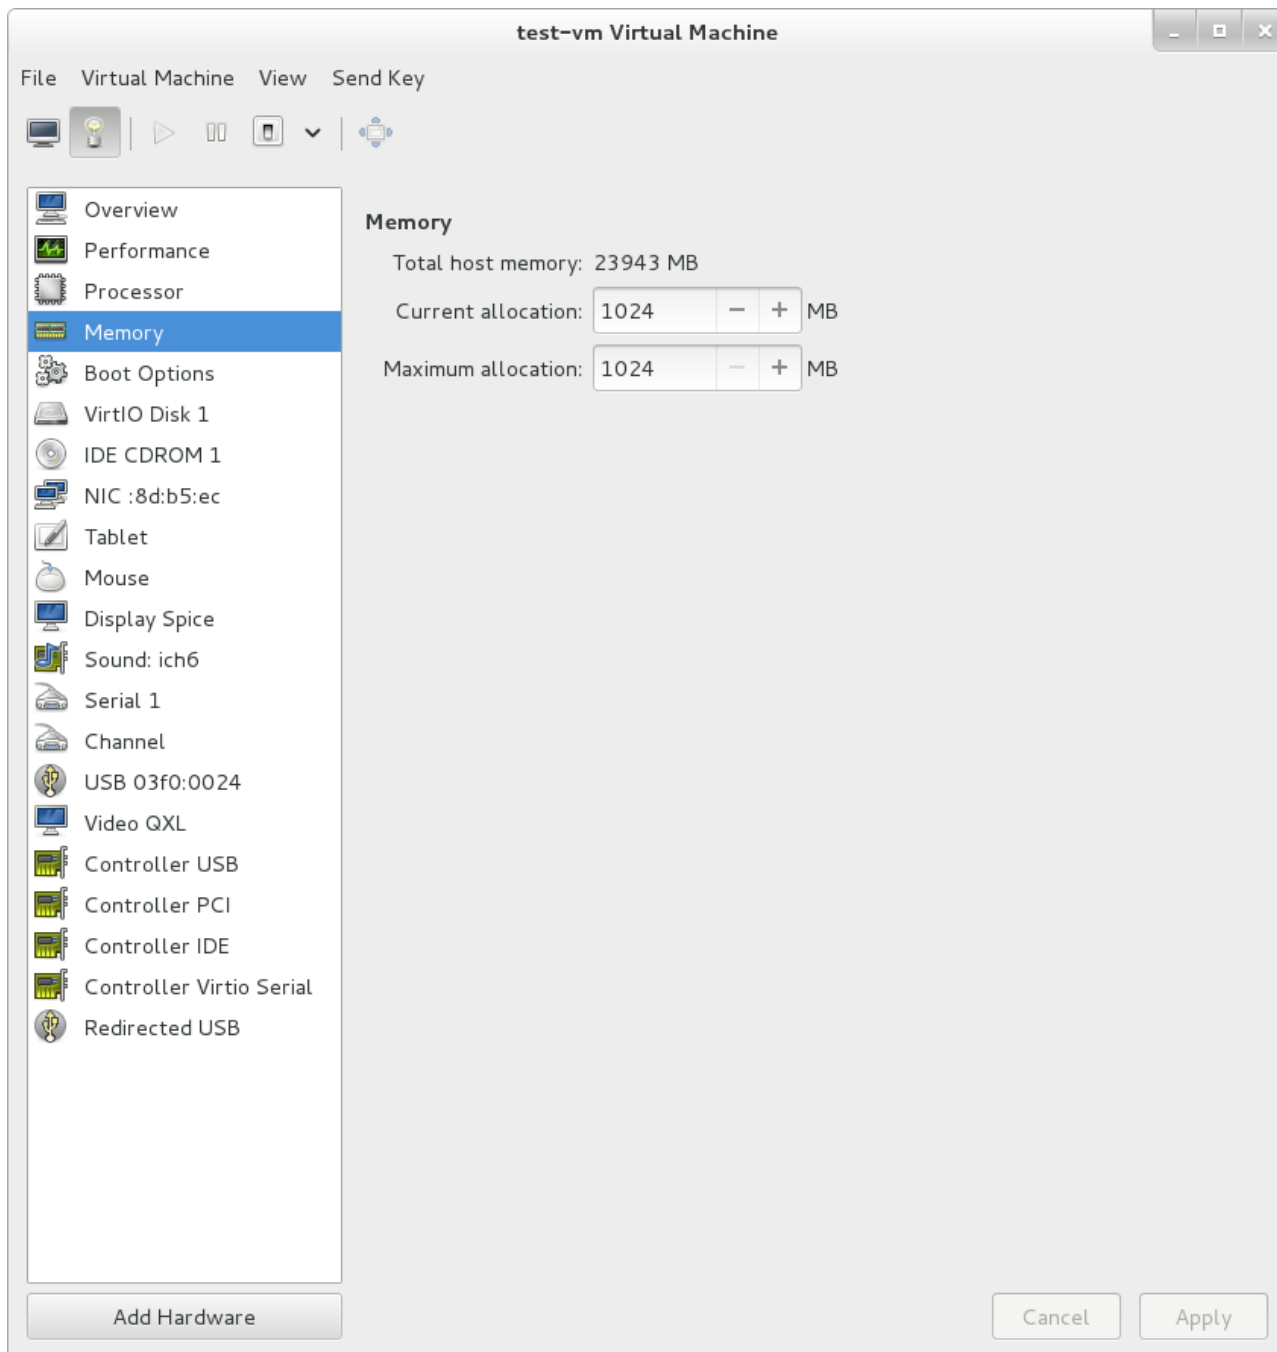 test-vm Virtual Machine
File Virtual Machine View Send Key
Overview
Performance
Processor
Memory
Boot Options
VirtIO Disk 1
IDE CDROM 1
NIC :8d:b5:ec
Tablet
Mouse
Display Spice
Sound: ich6
Serial 1
Channel
USB 03f0:0024
Video QXL
Controller USB
Controller PCI
Controller IDE
Controller Virtio Serial
Redirected USB
Add Hardware
Memory
Total host memory: 23943 MB
Current allocation: 1024 − + MB
Maximum allocation: 1024 − + MB
Cancel Apply